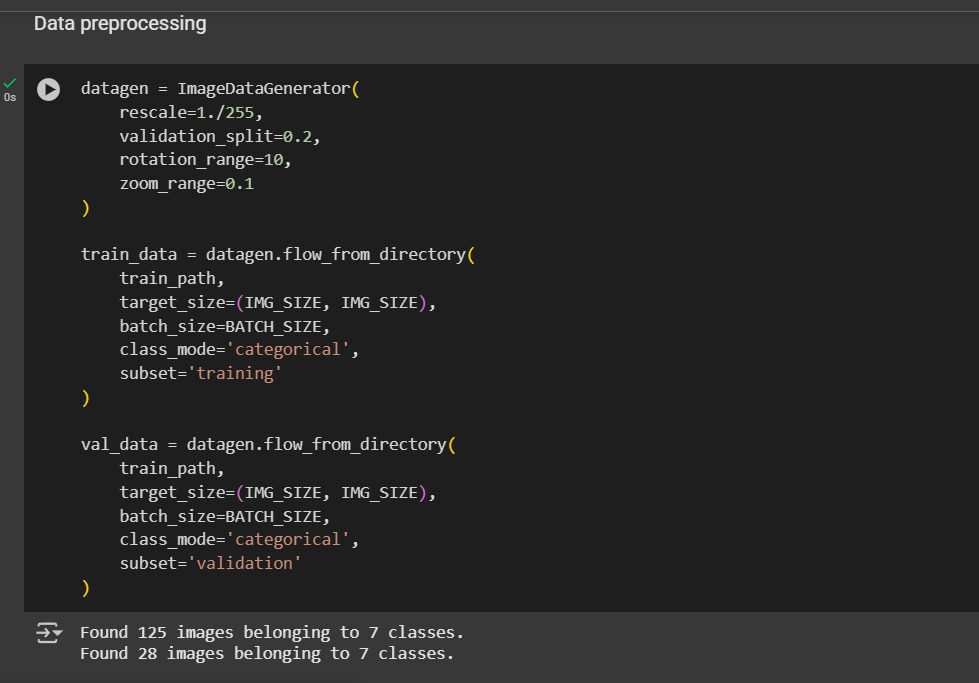 Data preprocessing
0s
datagen = ImageDataGenerator(
    rescale=1./255,
    validation_split=0.2,
    rotation_range=10,
    zoom_range=0.1
)
train_data = datagen.flow_from_directory(
    train_path,
    target_size=(IMG_SIZE, IMG_SIZE),
    batch_size=BATCH_SIZE,
    class_mode='categorical',
    subset='training'
)
val_data = datagen.flow_from_directory(
    train_path,
    target_size=(IMG_SIZE, IMG_SIZE),
    batch_size=BATCH_SIZE,
    class_mode='categorical',
    subset='validation'
)
Found 125 images belonging to 7 classes.
Found 28 images belonging to 7 classes.